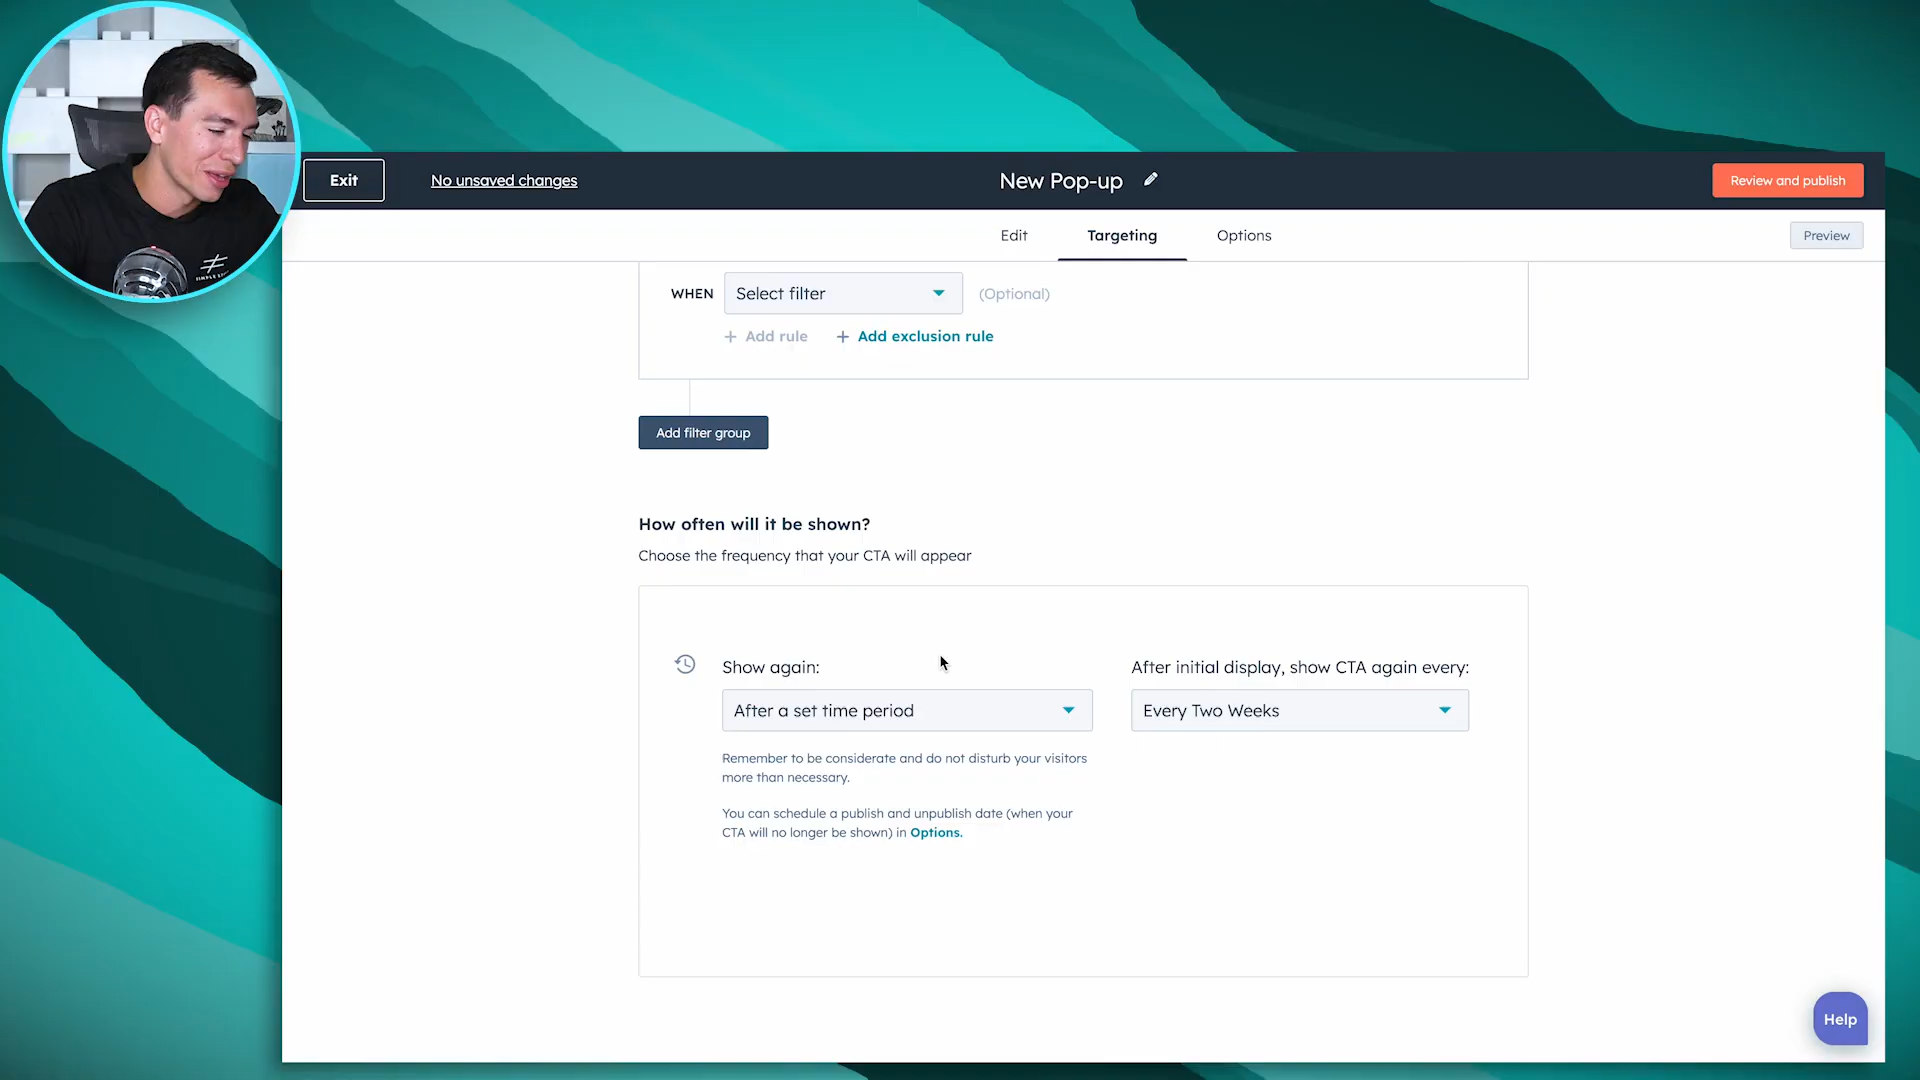 Exit
No unsaved changes
New Pop-up
Review and publish
Edit
Targeting
Options
Preview
WHEN
Select filter
(Optional)
+ Add rule
+ Add exclusion rule
Add filter group
How often will it be shown?
Choose the frequency that your CTA will appear
Show again:
After a set time period
After initial display, show CTA again every:
Every Two Weeks
Remember to be considerate and do not disturb your visitors
more than necessary.
You can schedule a publish and unpublish date (when your
CTA will no longer be shown) in Options.
Help